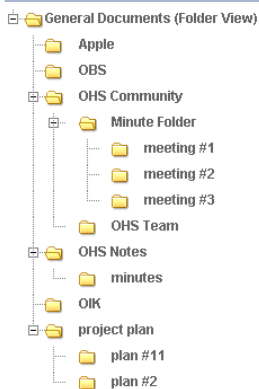 General Documents (Folder View)
Apple
OBS
OHS Community
Minute Folder
meeting #1
meeting #2
meeting #3
OHS Team
OHS Notes
minutes
OIK
project plan
plan #11
plan #2